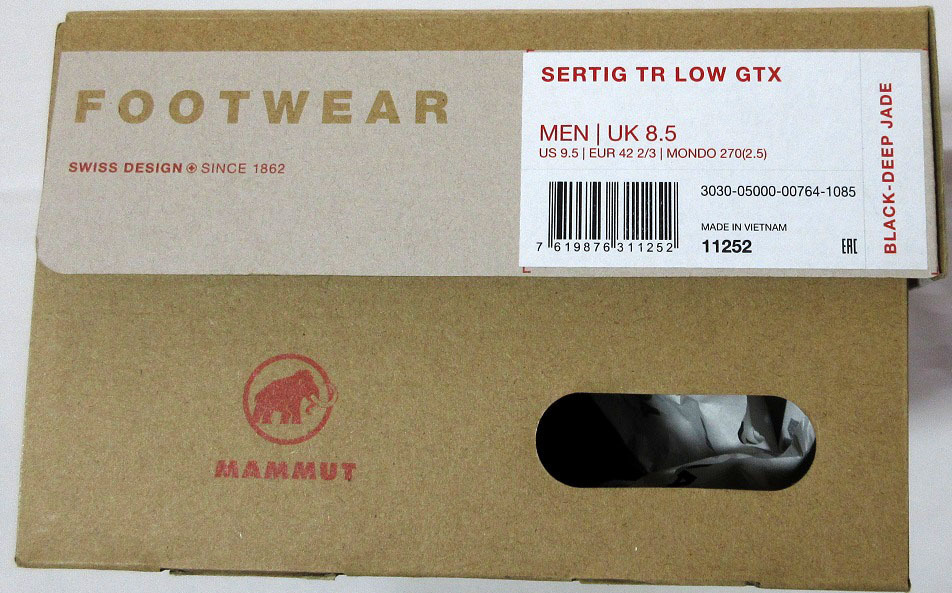 FOOTWEAR
SWISS DESIGN SINCE 1862
SERTIG TR LOW GTX
MEN | UK 8.5
US 9.5 | EUR 42 2/3 | MONDO 270(2.5)
3030-05000-00764-1085
MADE IN VIETNAM
11252
7 619876 311252
EAC
BLACK-DEEP JADE
MAMMUT